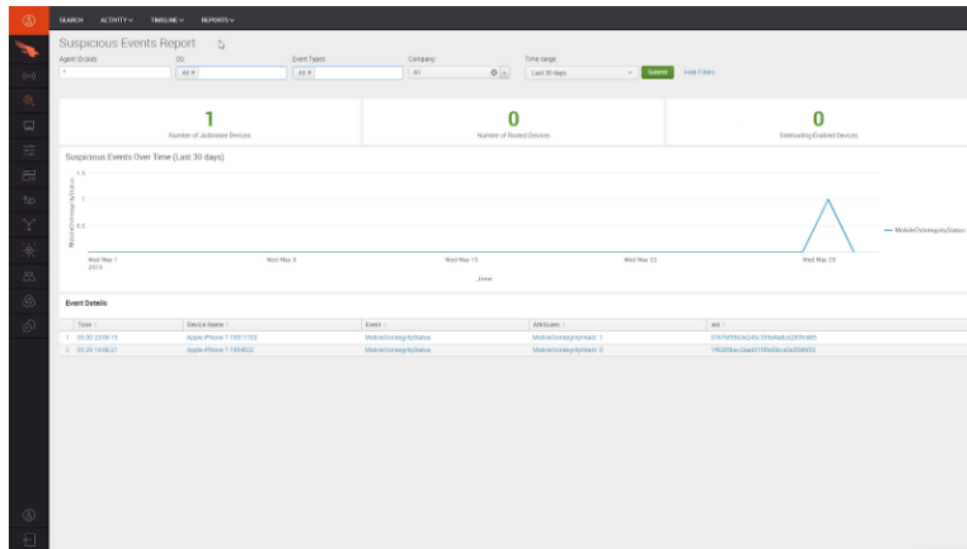 SEARCH ACTIVITY TIMELINE REPORTS
Suspicious Events Report
Agent ID (aid): OS: Event Types: Company: Time range:
* All × All × All Last 30 days Submit Hide Filters
1
Number of Jailbroken Devices
0
Number of Rooted Devices
0
Sideloading Enabled Devices
Suspicious Events Over Time (Last 30 days)
MobileOsIntegrityStatus
1.5
1
0.5
Wed May 1 Wed May 8 Wed May 15 Wed May 22 Wed May 29
2019
_time
MobileOsIntegrityStatus
Event Details
Time Device Name Event Attributes aid
1 MobileOsIntegrityStatus MobileOsIntegrityIntact: 1
2 MobileOsIntegrityStatus MobileOsIntegrityIntact: 0